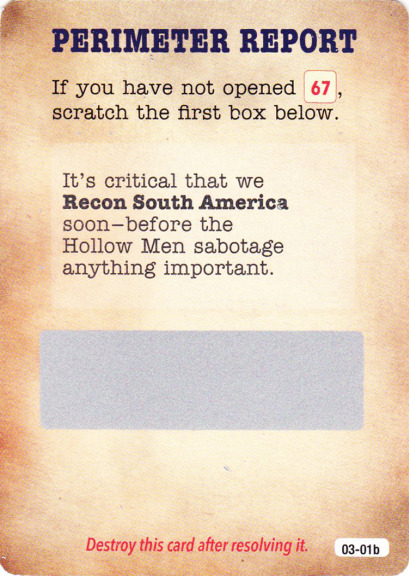 PERIMETER REPORT
If you have not opened 67,
scratch the first box below.
It's critical that we
Recon South America
soon—before the
Hollow Men sabotage
anything important.
Destroy this card after resolving it.
03-01b